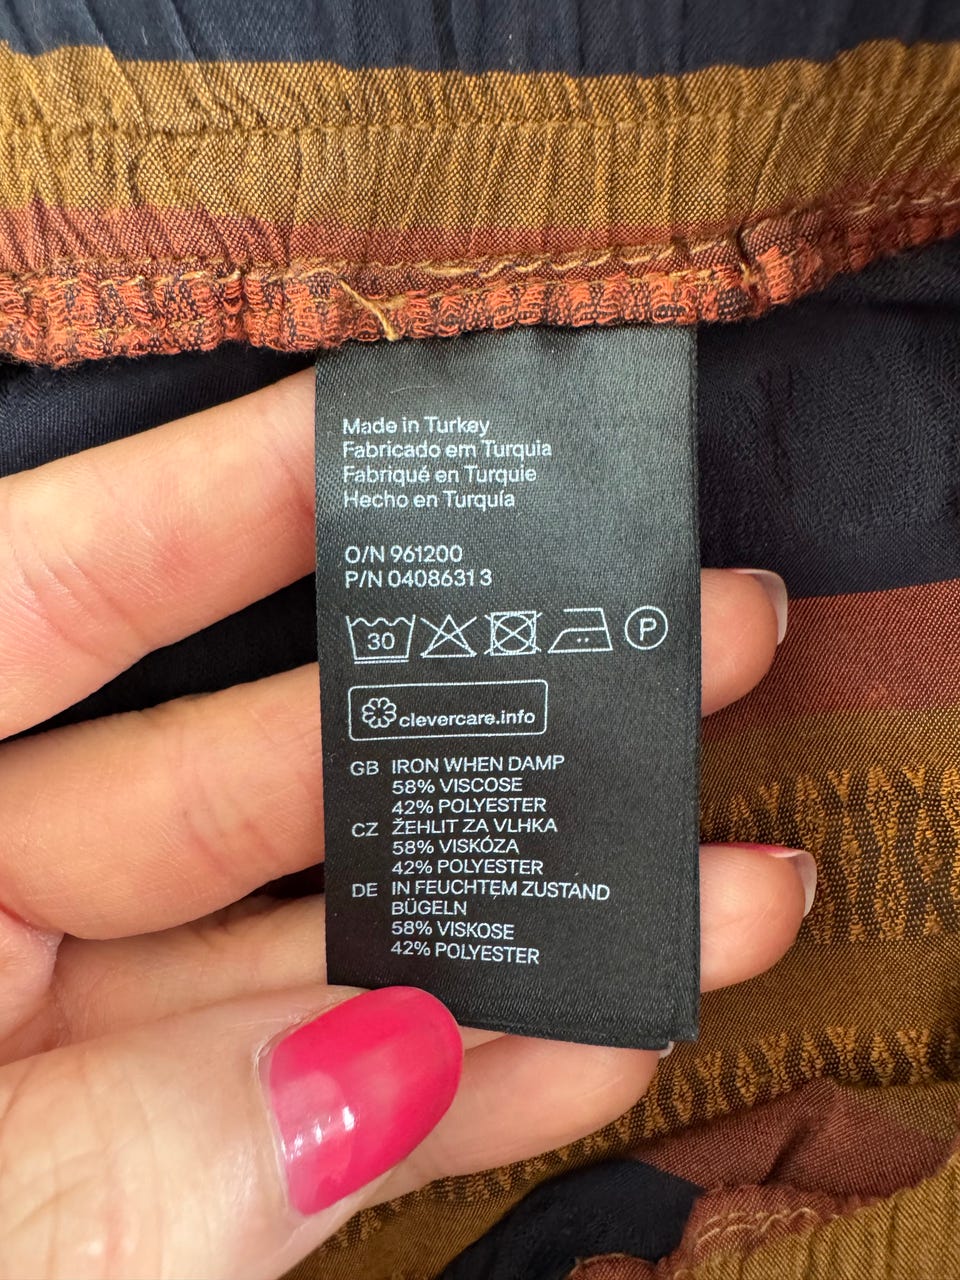 Made in Turkey
Fabricado em Turquia
Fabriqué en Turquie
Hecho en Turquía
O/N 961200
P/N 04086313
30 P
clevercare.info
GB IRON WHEN DAMP
58% VISCOSE
42% POLYESTER
CZ ŽEHLIT ZA VLHKA
58% VISKÓZA
42% POLYESTER
DE IN FEUCHTEM ZUSTAND
BÜGELN
58% VISKOSE
42% POLYESTER